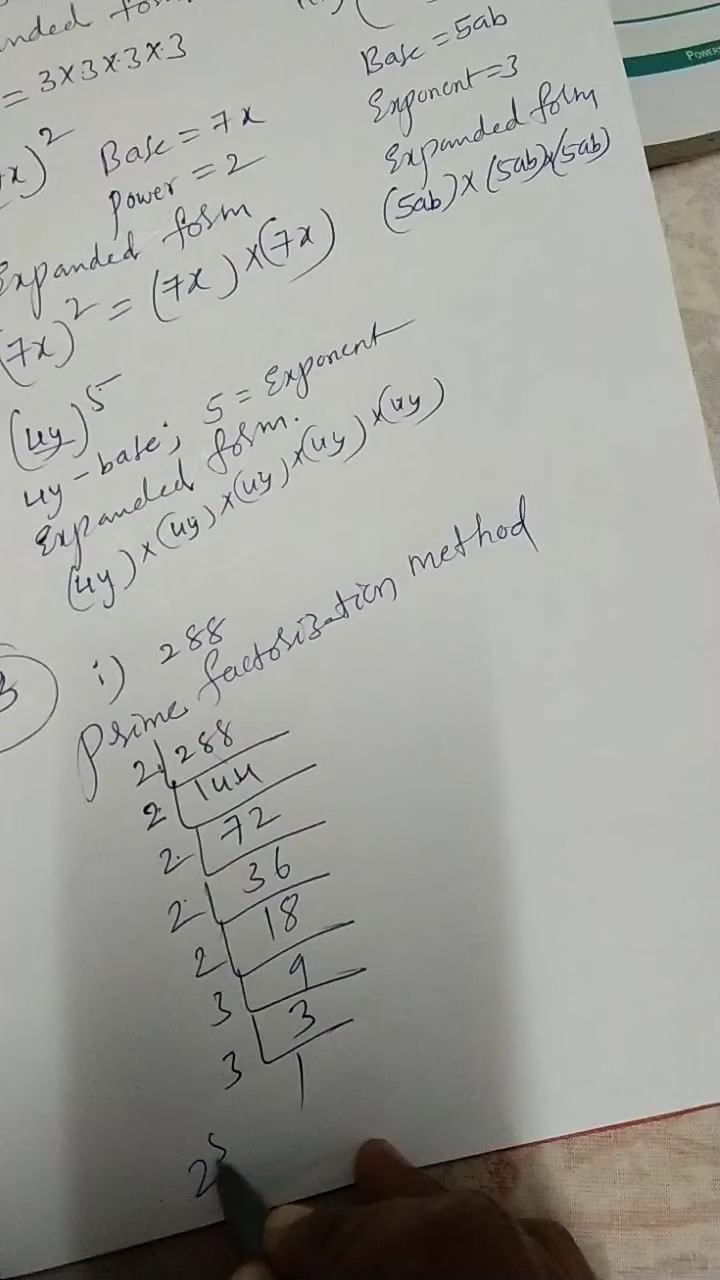 = 3×3×3×3
Base = 7x
power = 2
Expanded form
(7x)² = (7x)×(7x)
Base = 5ab
Exponent=3
Expanded form
(5ab)×(5ab)×(5ab)
(4y)⁵
4y - base; 5 = Exponent
Expanded form.
(4y)×(4y)×(4y)×(4y)×(4y)
i) 288
Prime factorization method
2 288
2 144
2 72
2 36
2 18
3 9
3 3
1
2⁵